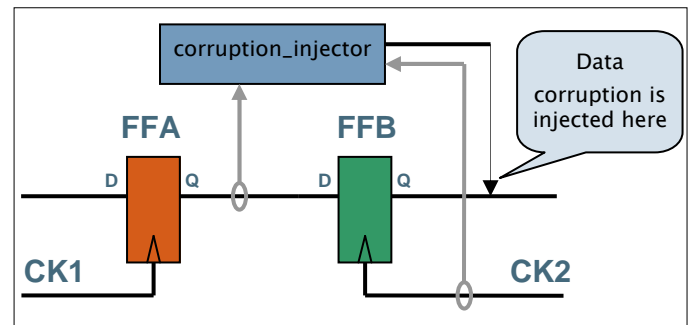 corruption_injector
Data
corruption is
injected here
FFA
FFB
D
Q
D
Q
CK1
CK2